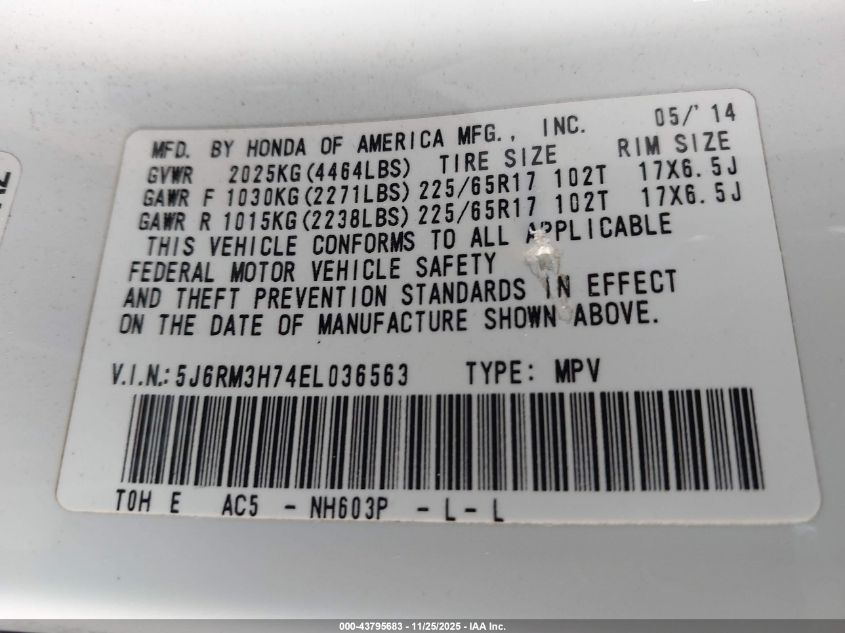 MFD. BY HONDA OF AMERICA MFG., INC. 05/'14
GVWR 2025KG(4464LBS) TIRE SIZE RIM SIZE
GAWR F 1030KG(2271LBS) 225/65R17 102T 17X6.5J
GAWR R 1015KG(2238LBS) 225/65R17 102T 17X6.5J
THIS VEHICLE CONFORMS TO ALL APPLICABLE
FEDERAL MOTOR VEHICLE SAFETY
AND THEFT PREVENTION STANDARDS IN EFFECT
ON THE DATE OF MANUFACTURE SHOWN ABOVE.
V.I.N.: 5J6RM3H74EL036563 TYPE: MPV
TOH E AC5 - NH603P - L - L
000-43795683 - 11/25/2025 - IAA Inc.